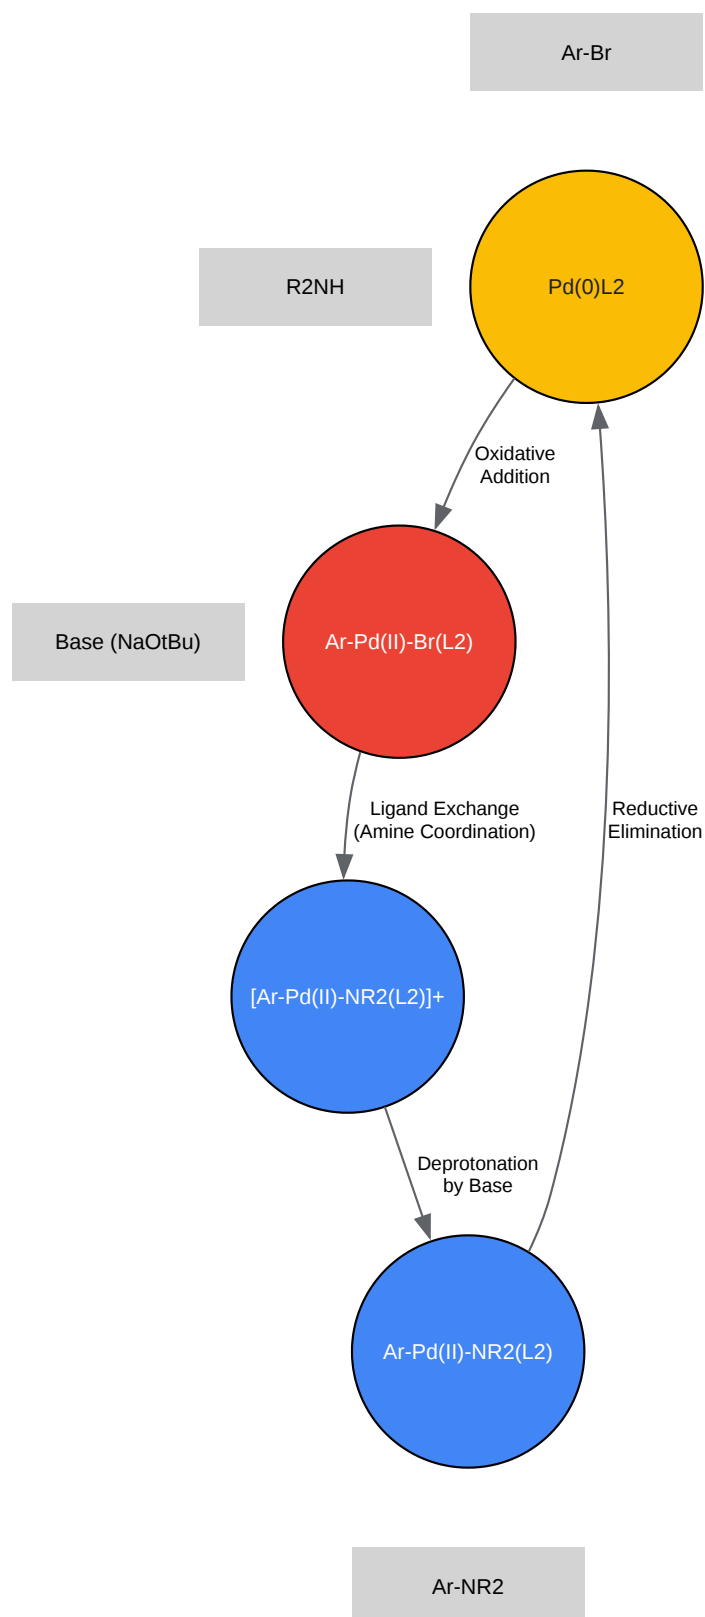 Ar-Br
R2NH
Pd(0)L2
Oxidative
Addition
Base (NaOtBu)
Ar-Pd(II)-Br(L2)
Ligand Exchange
(Amine Coordination)
Reductive
Elimination
[Ar-Pd(II)-NR2(L2)]+
Deprotonation
by Base
Ar-Pd(II)-NR2(L2)
Ar-NR2